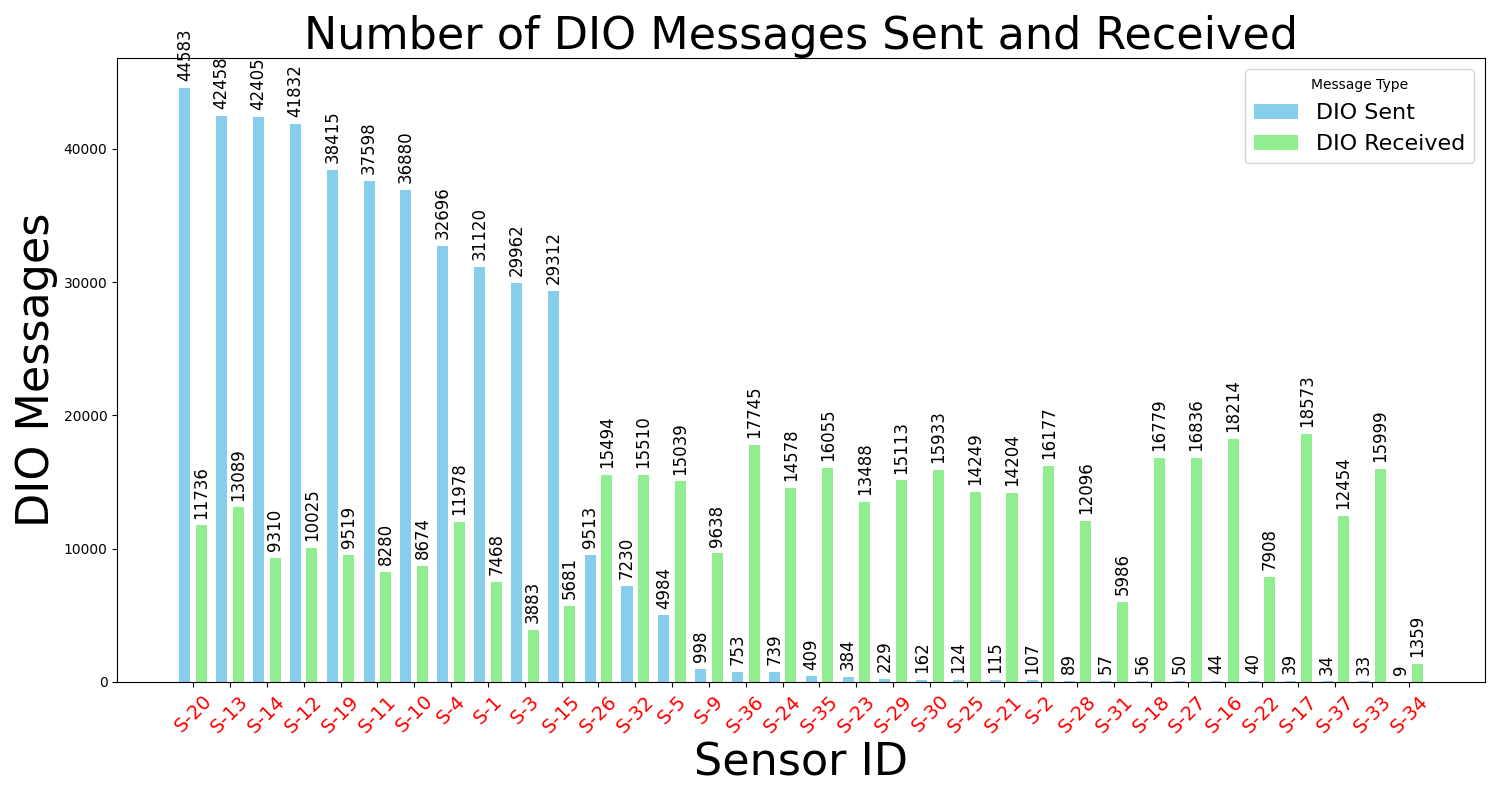 Number of DIO Messages Sent and Received
DIO Messages
40000
30000
20000
10000
0
Message Type
DIO Sent
DIO Received
44583
11736
42458
13089
42405
9310
41832
10025
38415
9519
37598
8280
36880
8674
32696
11978
31120
7468
29962
3883
29312
5681
9513
15494
7230
15510
4984
15039
998
9638
753
17745
739
14578
409
16055
384
13488
229
15113
162
15933
124
14249
115
14204
107
16177
89
12096
57
5986
56
16779
50
16836
44
18214
40
7908
39
18573
34
12454
33
15999
9
1359
S-20
S-13
S-14
S-12
S-19
S-11
S-10
S-4
S-1
S-3
S-15
S-26
S-32
S-5
S-9
S-36
S-24
S-35
S-23
S-29
S-30
S-25
S-21
S-2
S-28
S-31
S-18
S-27
S-16
S-22
S-17
S-37
S-33
S-34
Sensor ID